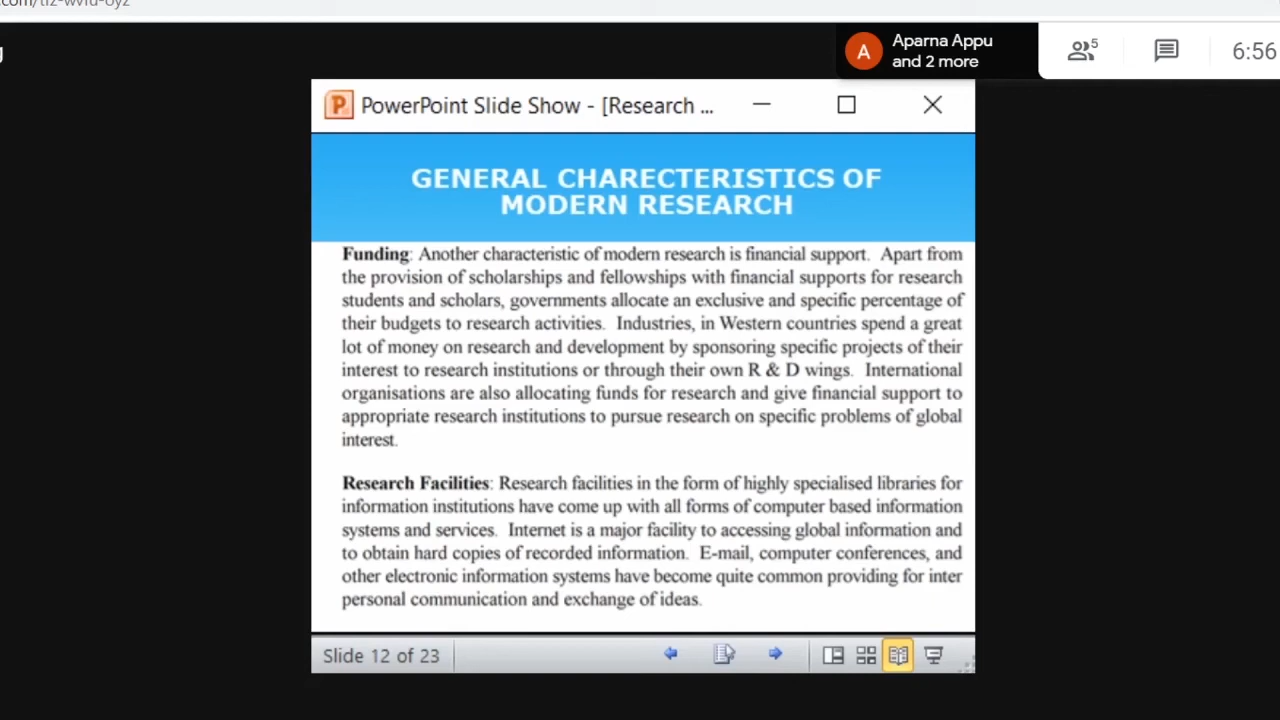 .com/tiz-wvfd-oyz
Aparna Appu
and 2 more
A
5
6:56
PowerPoint Slide Show - [Research ...
GENERAL CHARECTERISTICS OF
MODERN RESEARCH
Funding: Another characteristic of modern research is financial support. Apart from
the provision of scholarships and fellowships with financial supports for research
students and scholars, governments allocate an exclusive and specific percentage of
their budgets to research activities. Industries, in Western countries spend a great
lot of money on research and development by sponsoring specific projects of their
interest to research institutions or through their own R & D wings. International
organisations are also allocating funds for research and give financial support to
appropriate research institutions to pursue research on specific problems of global
interest.
Research Facilities: Research facilities in the form of highly specialised libraries for
information institutions have come up with all forms of computer based information
systems and services. Internet is a major facility to accessing global information and
to obtain hard copies of recorded information. E-mail, computer conferences, and
other electronic information systems have become quite common providing for inter
personal communication and exchange of ideas.
Slide 12 of 23